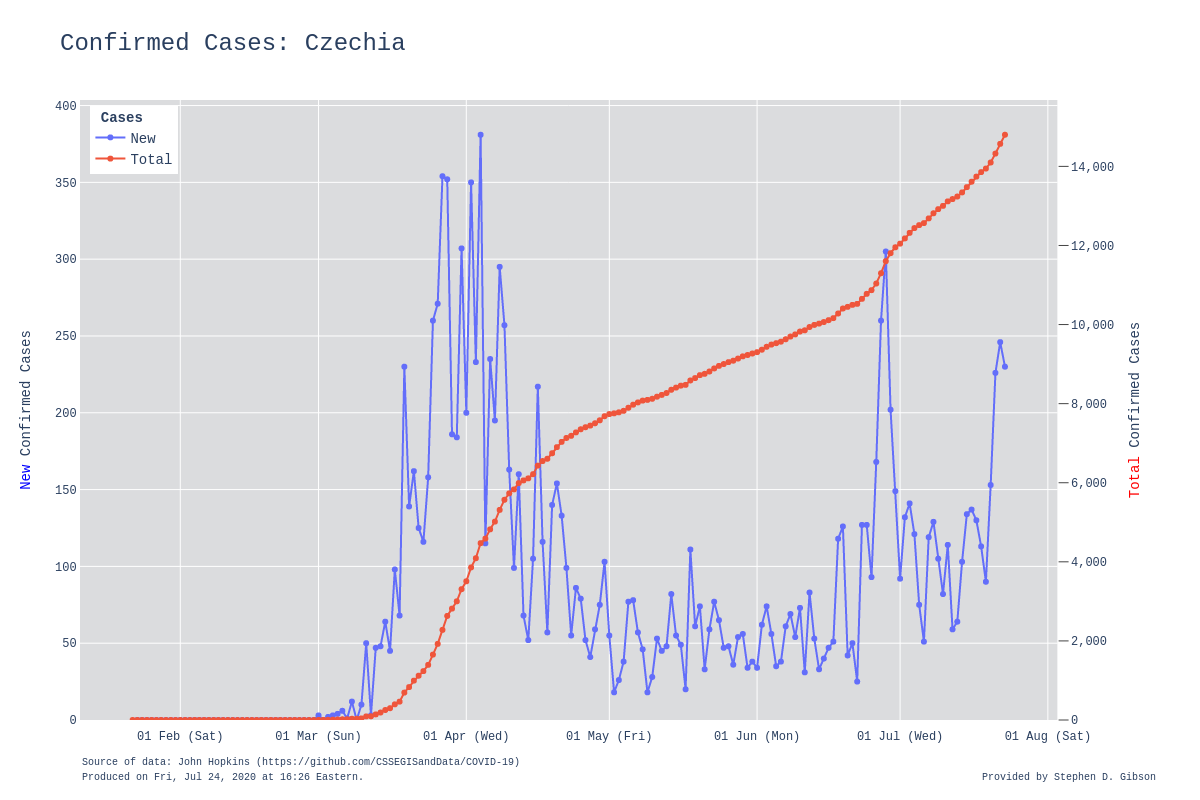 Confirmed Cases: Czechia
Cases
New
Total
400
350
300
250
200
150
100
50
0
14,000
12,000
10,000
8,000
6,000
4,000
2,000
0
New Confirmed Cases
Total Confirmed Cases
01 Feb (Sat) 01 Mar (Sun) 01 Apr (Wed) 01 May (Fri) 01 Jun (Mon) 01 Jul (Wed) 01 Aug (Sat)
Source of data: John Hopkins (https://github.com/CSSEGISandData/COVID-19)
Produced on Fri, Jul 24, 2020 at 16:26 Eastern.
Provided by Stephen D. Gibson